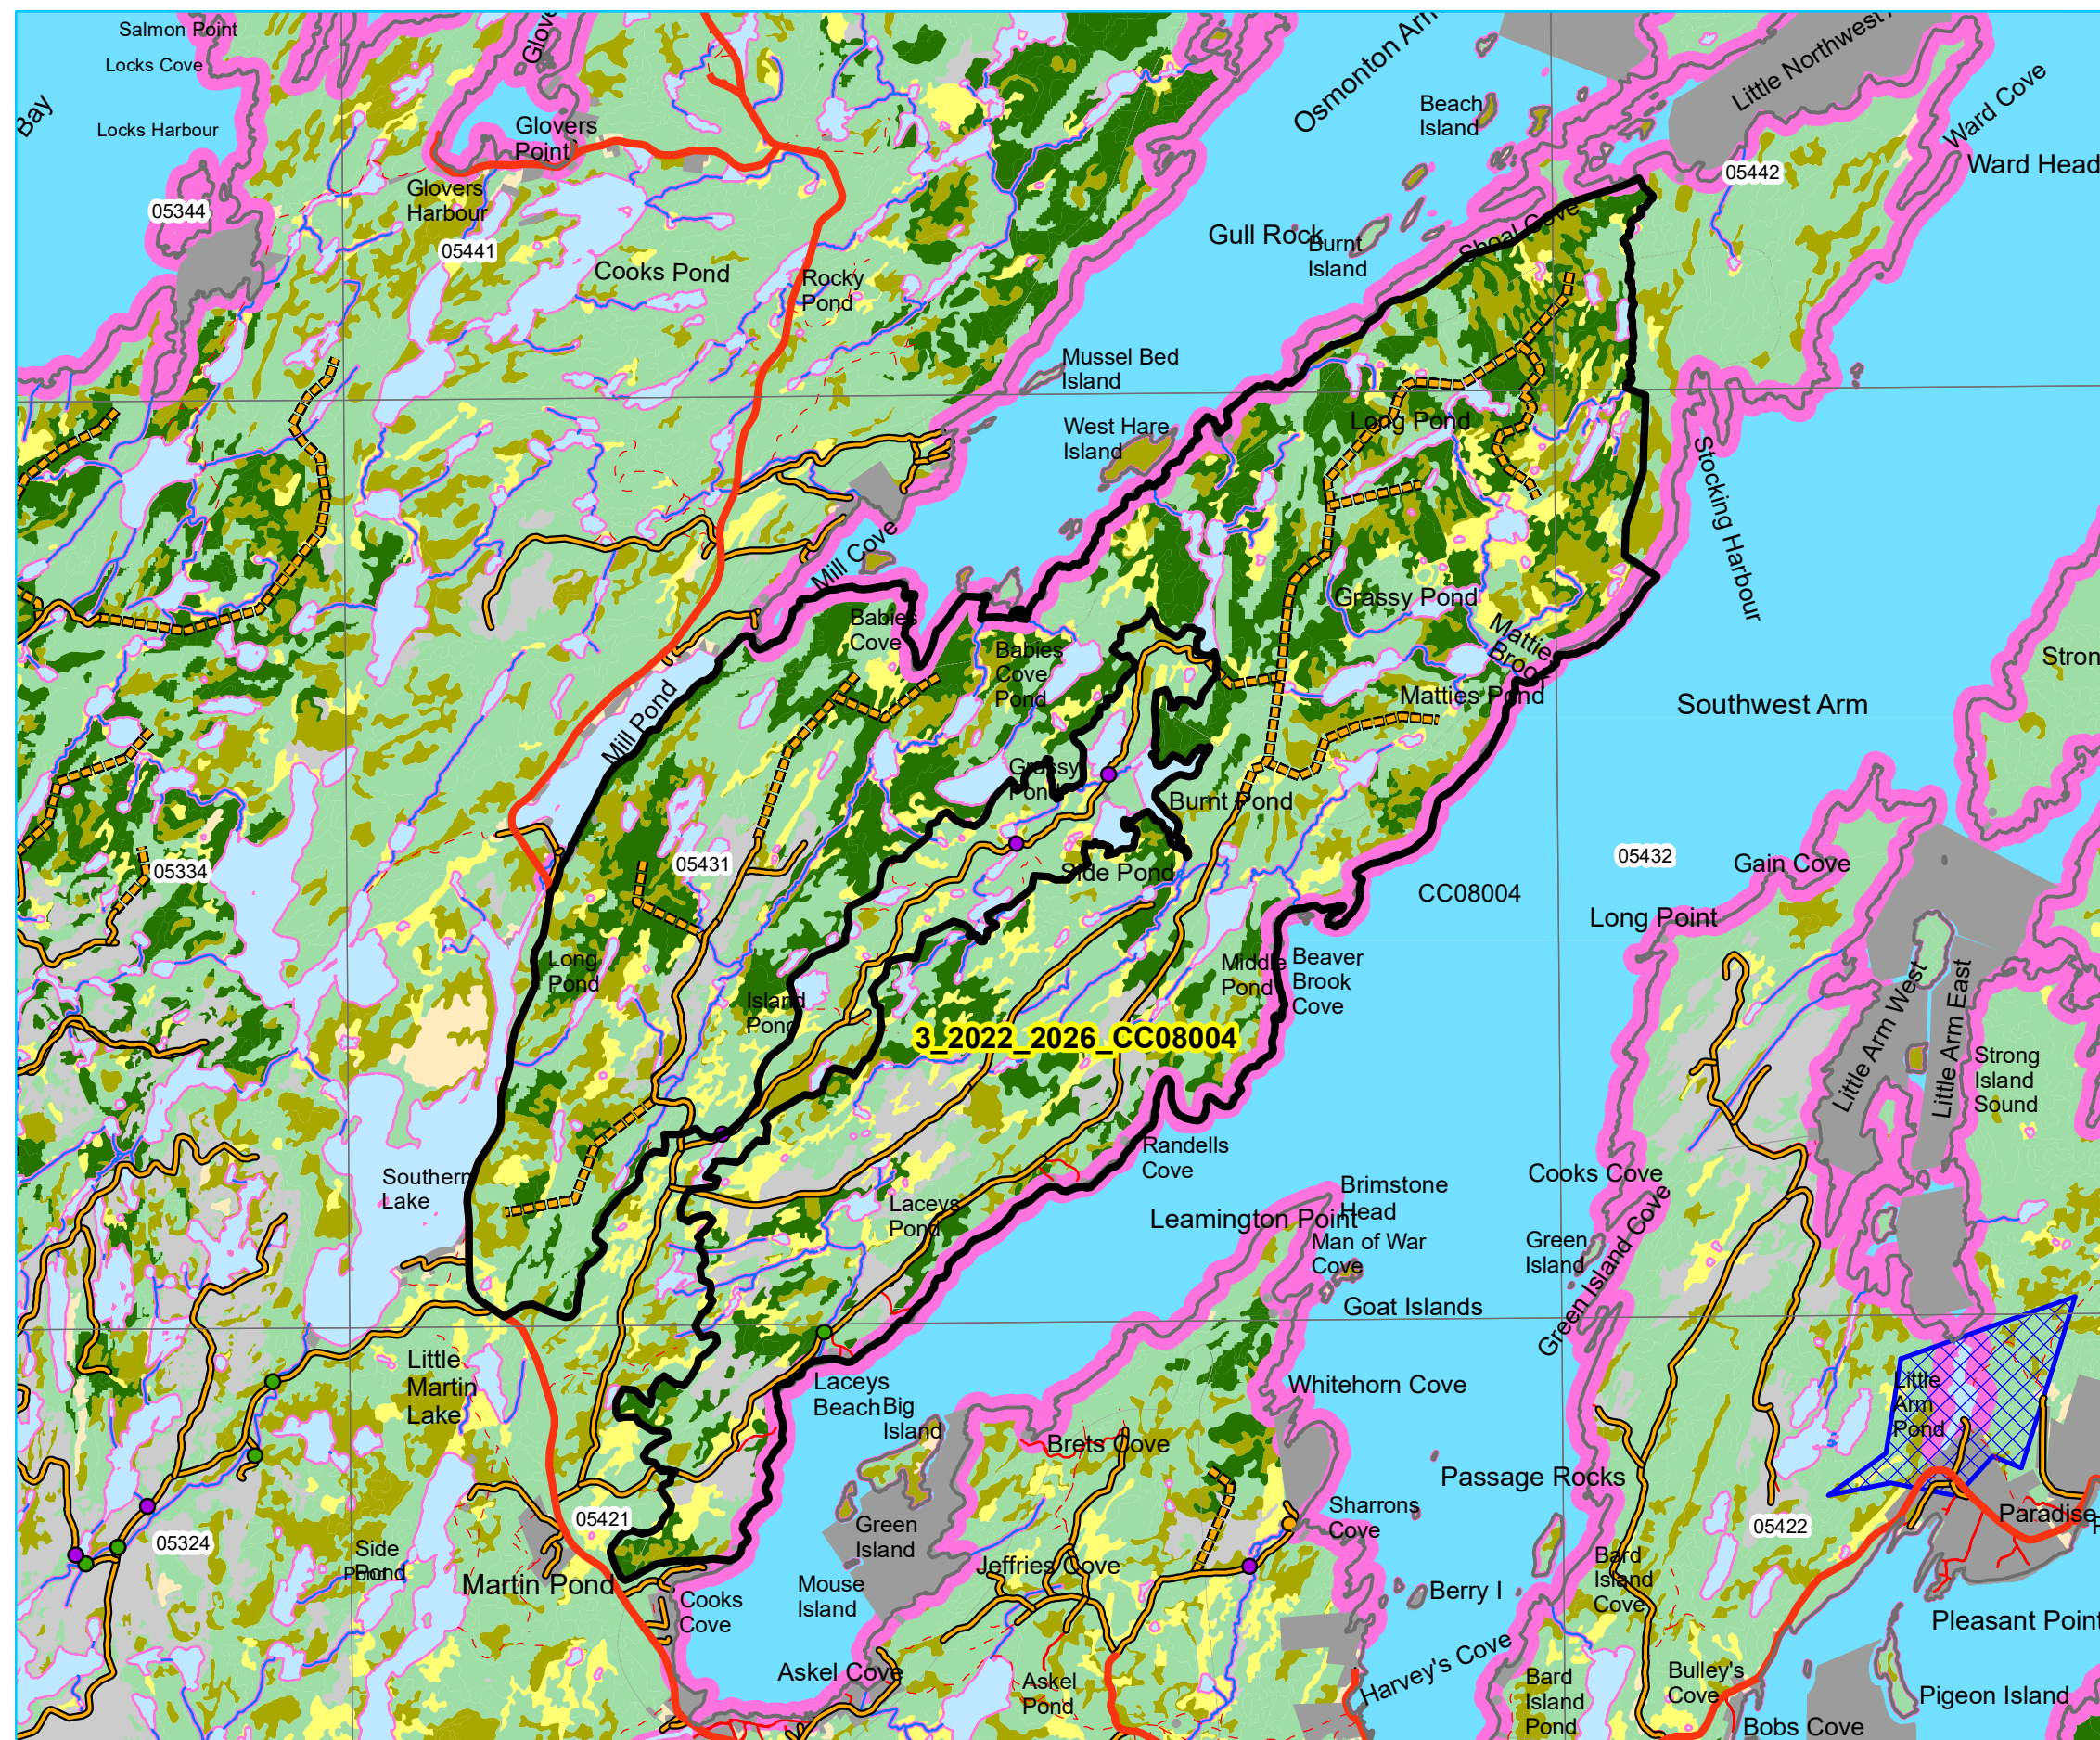 Salmon Point
Locks Cove
Locks Harbour
Bay
05344
Glovers
Point
Glovers
Harbour
05441
Cooks Pond
Rocky
Pond
Osmonton Arm
Beach
Island
Little Northwest
Ward Cove
Ward Head
05442
Gull Rock
Burnt
Island
Shoal Cove
Mussel Bed
Island
West Hare
Island
Long Pond
Stocking Harbour
Mill Cove
Babies
Cove
Babies
Cove
Pond
Grassy Pond
Matties
Brook
Matties Pond
Southwest Arm
Mill Pond
Grassy
Pond
Burnt Pond
Side Pond
05431
05334
05432
CC08004
Gain Cove
Long Point
Long
Pond
Island
Pond
Middle
Pond
Beaver
Brook
Cove
3_2022_2026_CC08004
Little Arm West
Little Arm East
Strong
Island
Sound
Southern
Lake
Laceys
Pond
Randells
Cove
Leamington Point
Brimstone
Head
Man of War
Cove
Goat Islands
Cooks Cove
Green
Island
Green Island Cove
Little
Martin
Lake
Laceys
Beach
Big
Island
Whitehorn Cove
Brets Cove
Passage Rocks
Little
Arm
Pond
05421
05324
Side
Pond
Pond
Martin Pond
Green
Island
Mouse
Island
Jeffries Cove
Sharrons
Cove
Berry I
Bard
Island
Cove
05422
Paradise
Pleasant Point
Cooks
Cove
Askel Cove
Askel
Pond
Harvey's Cove
Bard
Island
Pond
Bulley's
Cove
Bobs Cove
Pigeon Island